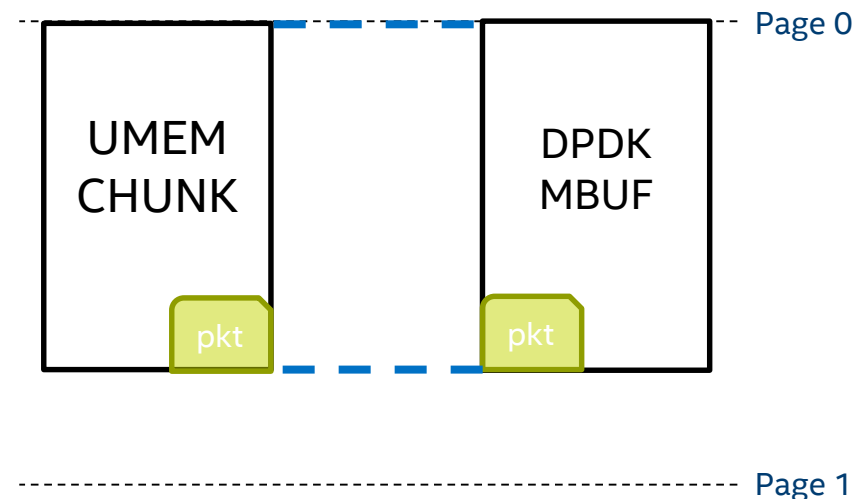 Page 0
UMEM
CHUNK
DPDK
MBUF
pkt
pkt
Page 1